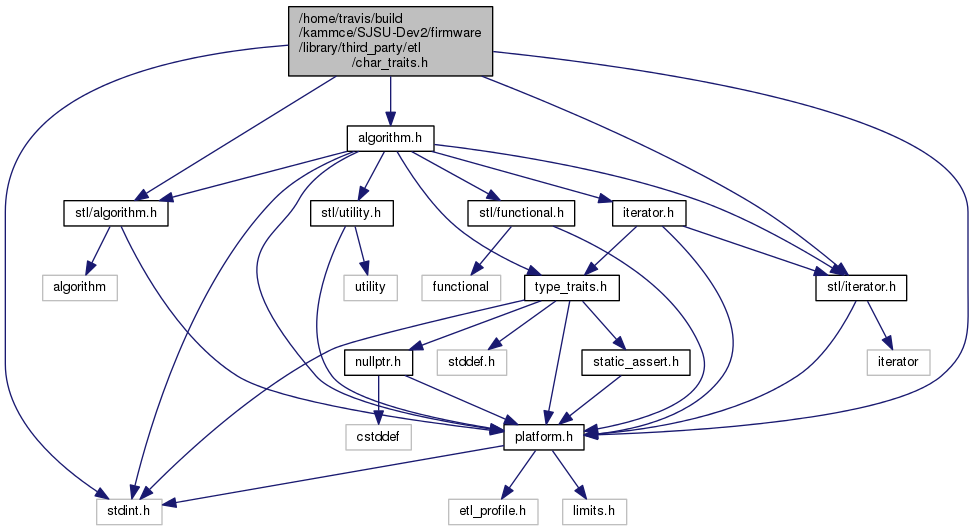 /home/travis/build
/kammce/SJSU-Dev2/firmware
/library/third_party/etl
/char_traits.h
algorithm.h
stl/algorithm.h
stl/utility.h
stl/functional.h
iterator.h
algorithm
utility
functional
type_traits.h
stl/iterator.h
nullptr.h
stddef.h
static_assert.h
iterator
cstddef
platform.h
stdint.h
etl_profile.h
limits.h